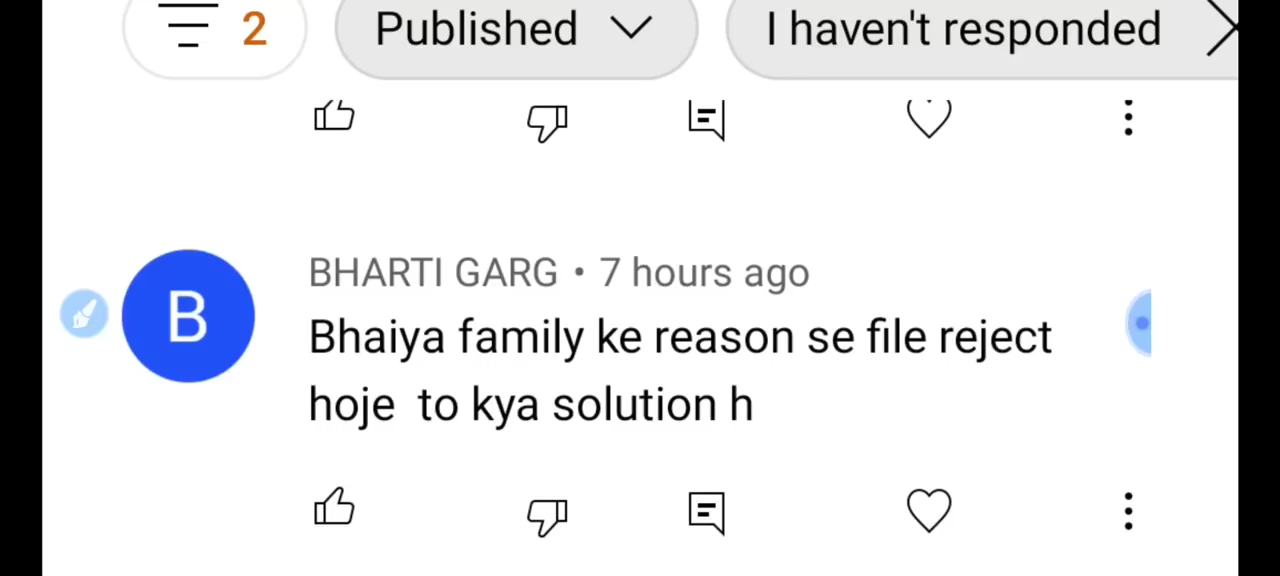 2 Published I haven't responded
BHARTI GARG • 7 hours ago
Bhaiya family ke reason se file reject
hoje to kya solution h
B